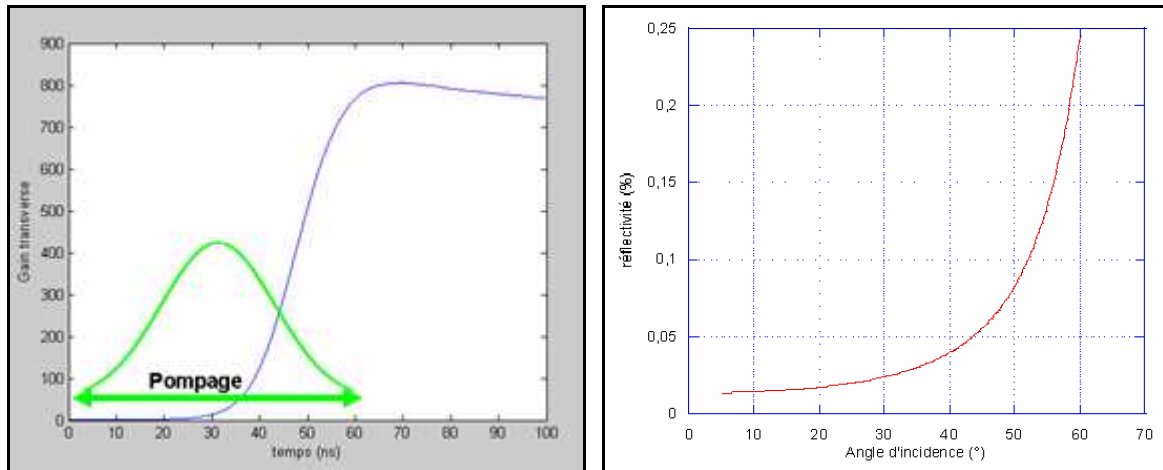 900
800
700
600
500
400
300
200
100
0
Gain transverse
Pompage
0 10 20 30 40 50 60 70 80 90 100
temps (ns)
0,25
0,2
0,15
0,1
0,05
0
réflectivité (%)
0 10 20 30 40 50 60 70
Angle d'incidence (°)